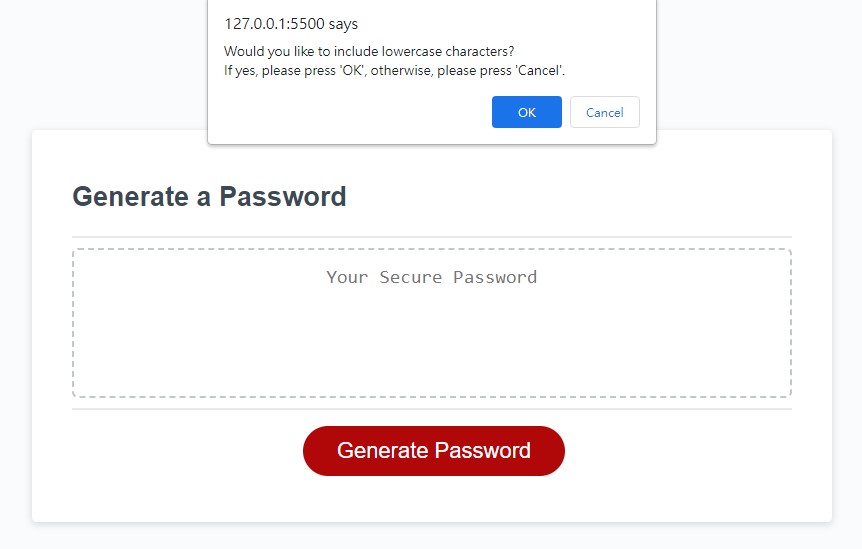 127.0.0.1:5500 says
Would you like to include lowercase characters?
If yes, please press 'OK', otherwise, please press 'Cancel'.
OK Cancel
Generate a Password
Your Secure Password
Generate Password